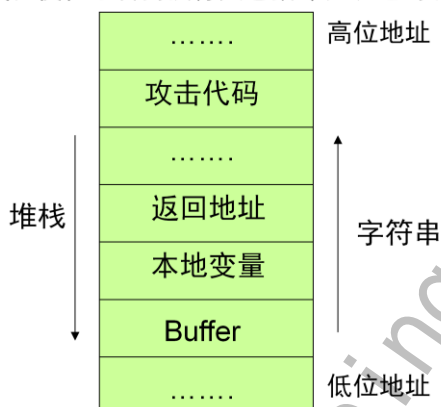 …….
高位地址
攻击代码
…….
堆栈
返回地址
字符串
本地变量
Buffer
…….
低位地址